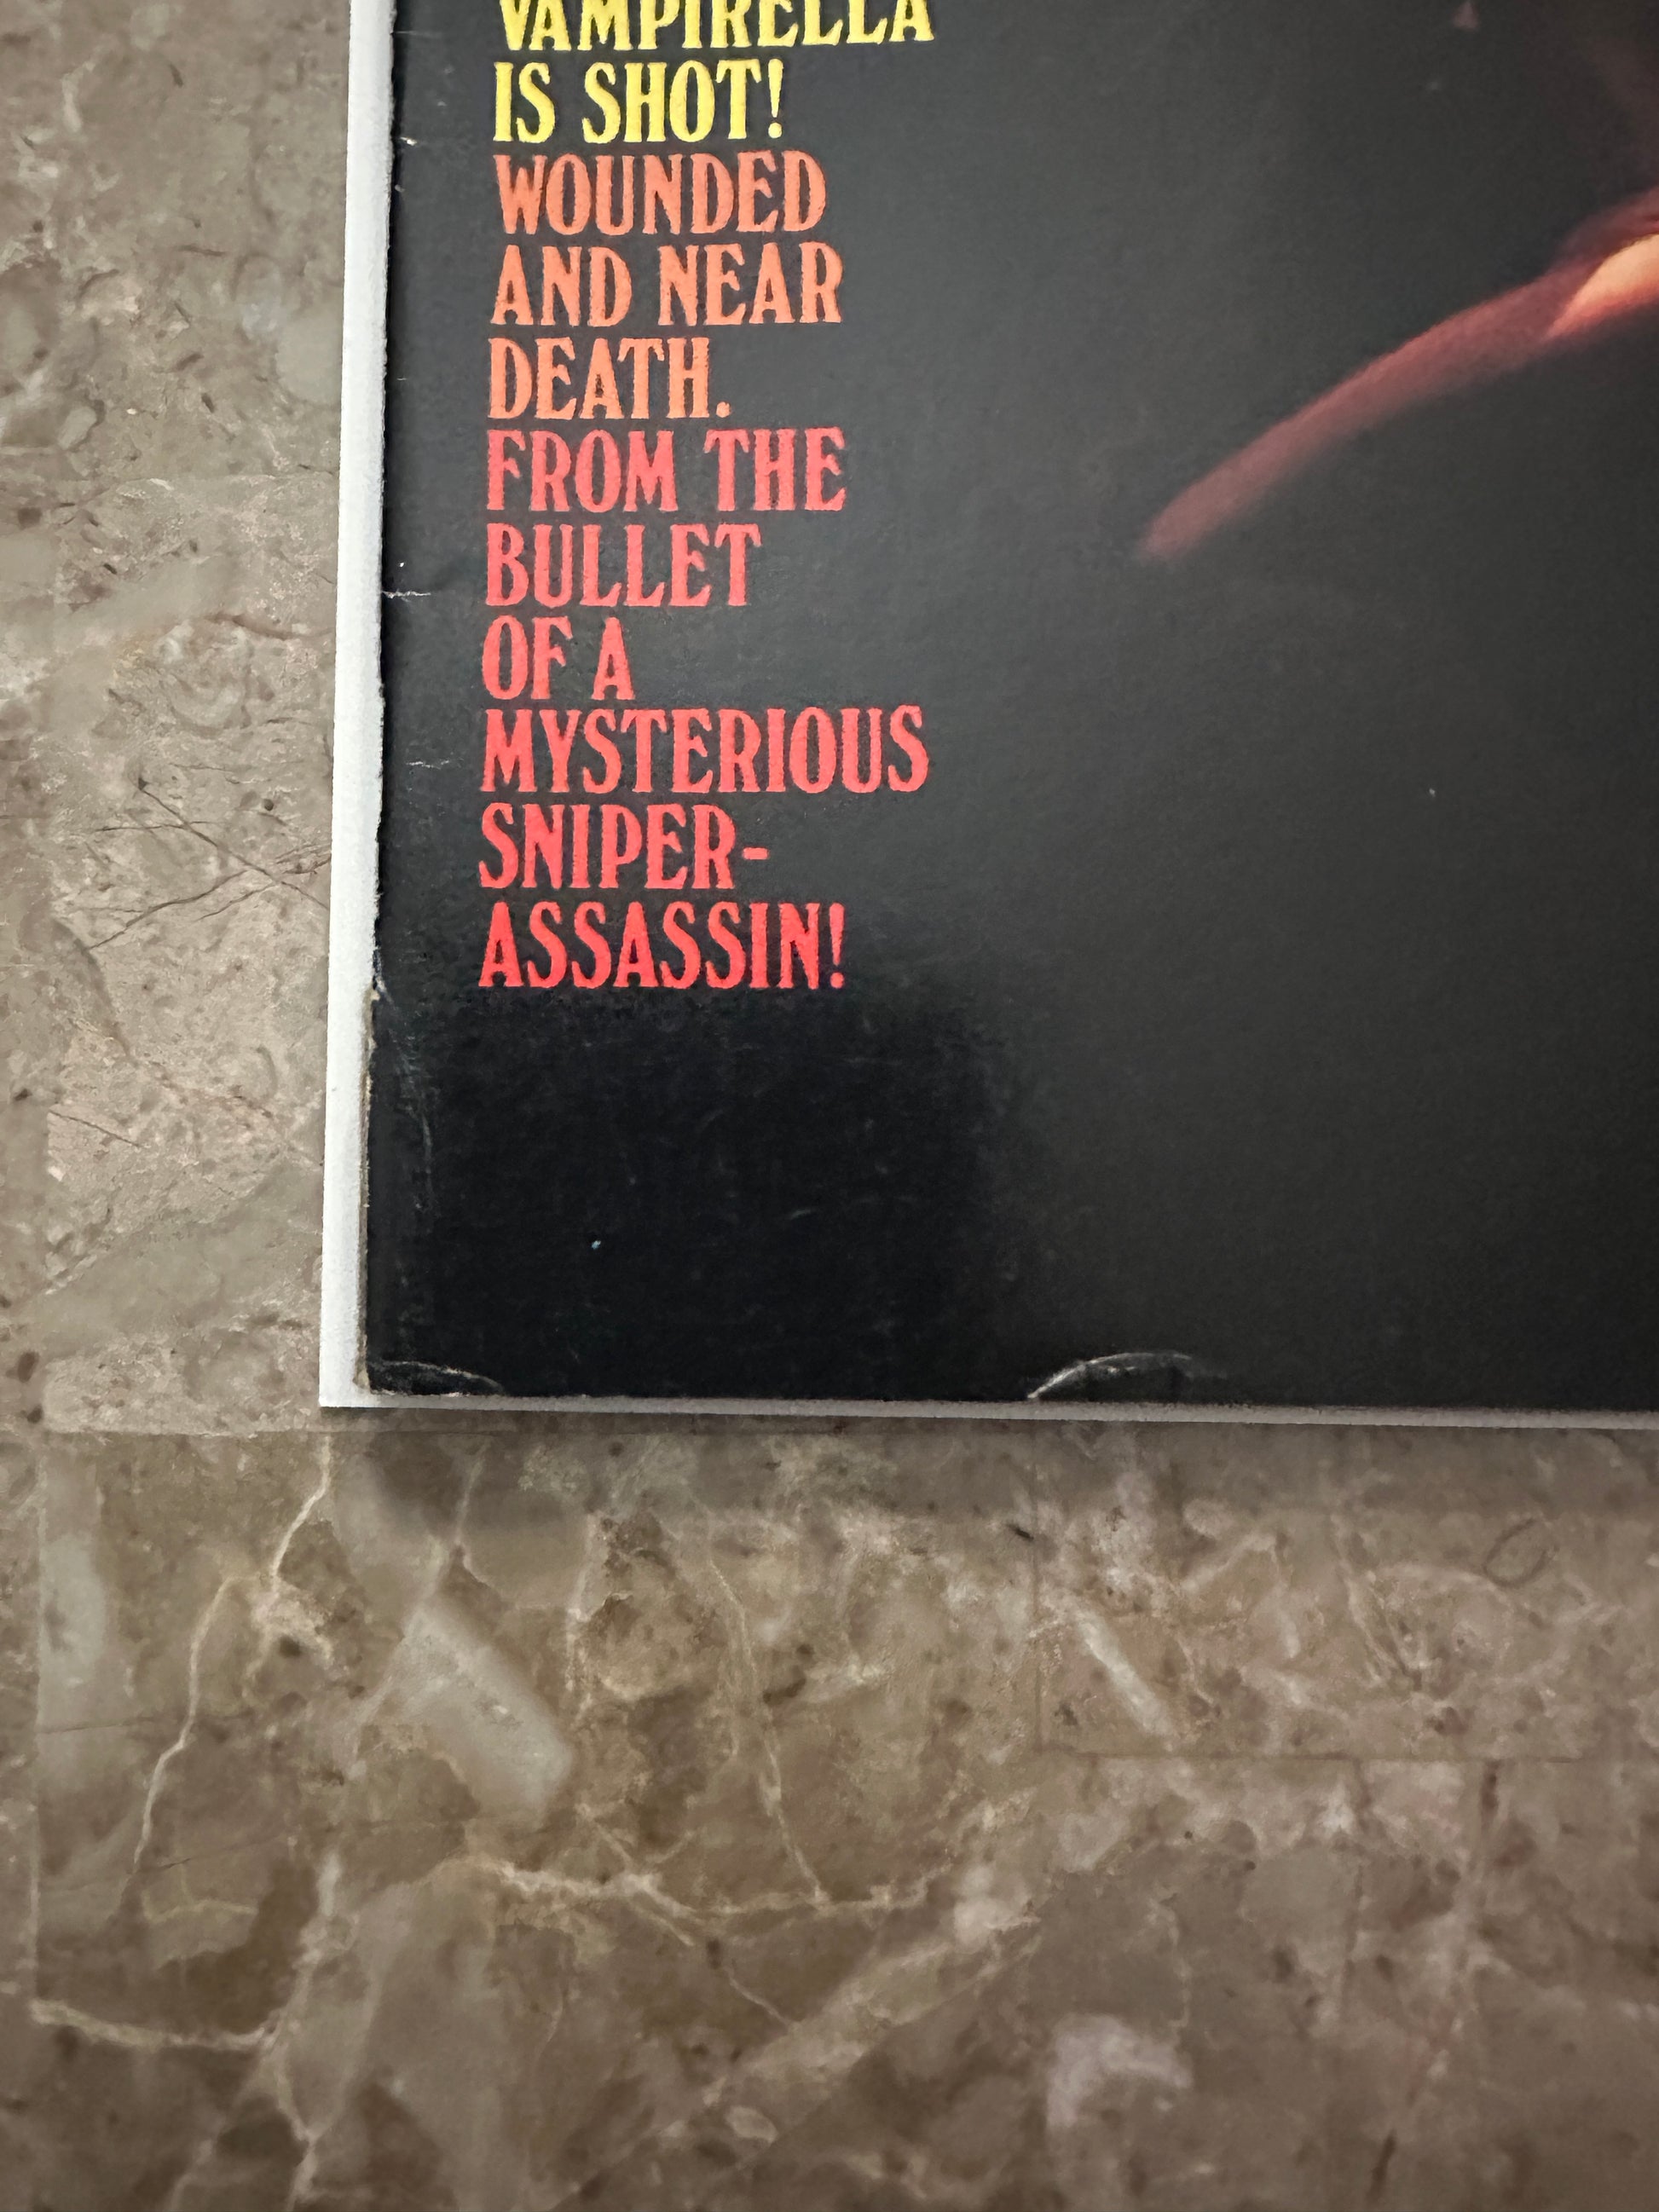 VAMPIRELLA
IS SHOT!
WOUNDED
AND NEAR
DEATH.
FROM THE
BULLET
OF A
MYSTERIOUS
SNIPER-
ASSASSIN!